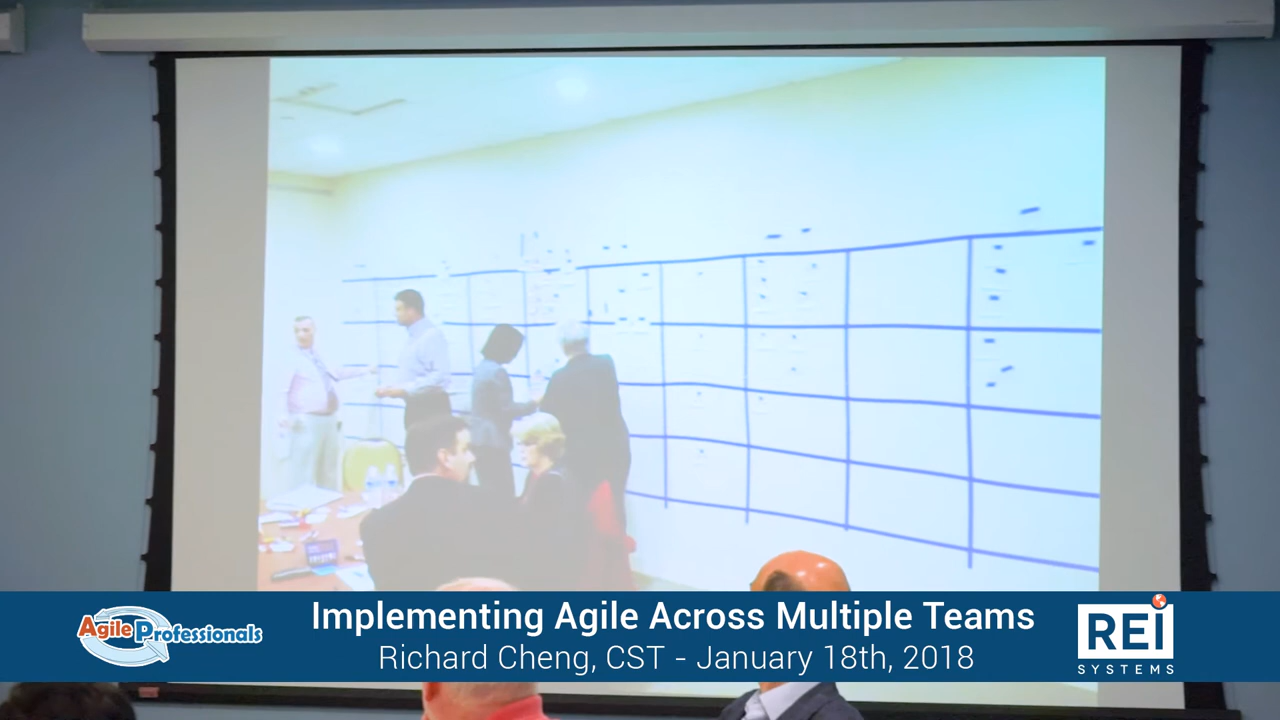 Implementing Agile Across Multiple Teams
Richard Cheng, CST - January 18th, 2018
Agile Professionals
REI
SYSTEMS